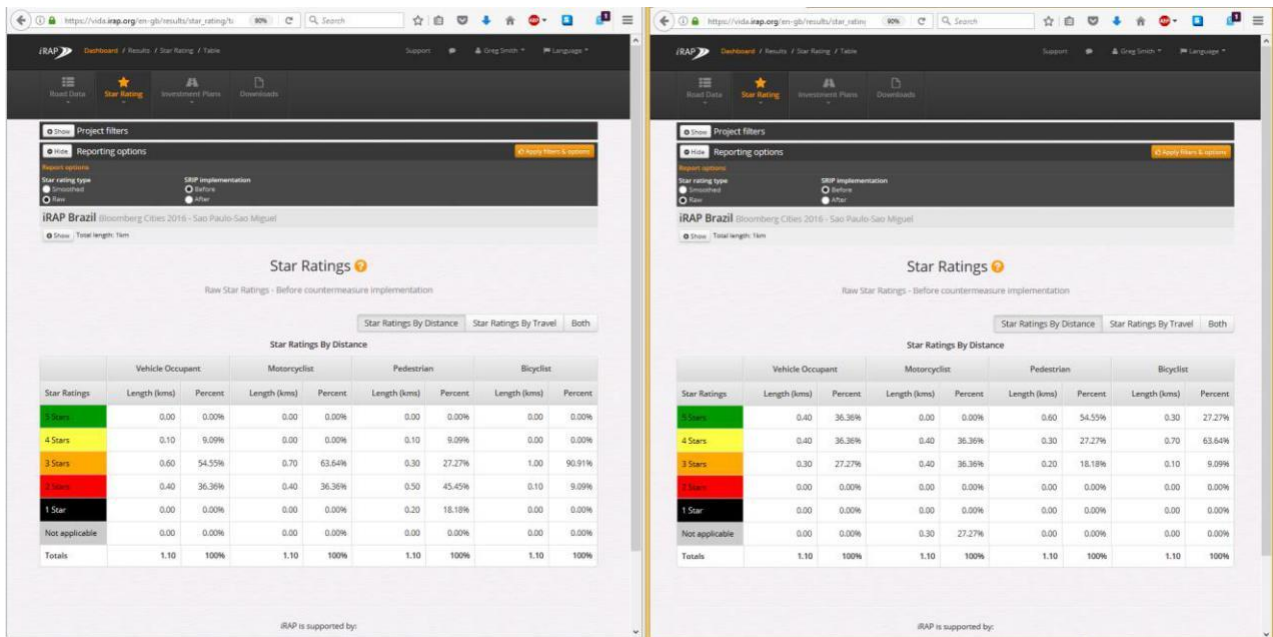 https://vida.irap.org/en-gb/results/star_rating/t
90%
Search
iRAP
Dashboard / Results / Star Rating / Table
Support
Greg Smith
Language
Road Data
Star Rating
Investment Plans
Downloads
Show Project filters
Hide Reporting options
Apply filters & options
Report options
Star rating type
SRIP implementation
Smoothed
Before
Raw
After
iRAP Brazil Bloomberg Cities 2016 - Sao Paulo-Sao Miguel
Show Total length: 1km
Star Ratings
Raw Star Ratings - Before countermeasure implementation
Star Ratings By Distance Star Ratings By Travel Both
Star Ratings By Distance
Vehicle Occupant Motorcyclist Pedestrian Bicyclist
Star Ratings Length (kms) Percent Length (kms) Percent Length (kms) Percent Length (kms) Percent
5 Stars 0.00 0.00% 0.00 0.00% 0.00 0.00% 0.00 0.00%
4 Stars 0.10 9.09% 0.00 0.00% 0.10 9.09% 0.00 0.00%
3 Stars 0.60 54.55% 0.70 63.64% 0.30 27.27% 1.00 90.91%
2 Stars 0.40 36.36% 0.40 36.36% 0.50 45.45% 0.10 9.09%
1 Star 0.00 0.00% 0.00 0.00% 0.20 18.18% 0.00 0.00%
Not applicable 0.00 0.00% 0.00 0.00% 0.00 0.00% 0.00 0.00%
Totals 1.10 100% 1.10 100% 1.10 100% 1.10 100%
iRAP is supported by:
https://vida.irap.org/en-gb/results/star_rating
90%
Search
iRAP
Dashboard / Results / Star Rating / Table
Support
Greg Smith
Language
Road Data
Star Rating
Investment Plans
Downloads
Show Project filters
Hide Reporting options
Apply filters & options
Report options
Star rating type
SRIP implementation
Smoothed
Before
Raw
After
iRAP Brazil Bloomberg Cities 2016 - Sao Paulo-Sao Miguel
Show Total length: 1km
Star Ratings
Raw Star Ratings - Before countermeasure implementation
Star Ratings By Distance Star Ratings By Travel Both
Star Ratings By Distance
Vehicle Occupant Motorcyclist Pedestrian Bicyclist
Star Ratings Length (kms) Percent Length (kms) Percent Length (kms) Percent Length (kms) Percent
5 Stars 0.40 36.36% 0.00 0.00% 0.60 54.55% 0.30 27.27%
4 Stars 0.40 36.36% 0.40 36.36% 0.30 27.27% 0.70 63.64%
3 Stars 0.30 27.27% 0.40 36.36% 0.20 18.18% 0.10 9.09%
2 Stars 0.00 0.00% 0.00 0.00% 0.00 0.00% 0.00 0.00%
1 Star 0.00 0.00% 0.00 0.00% 0.00 0.00% 0.00 0.00%
Not applicable 0.00 0.00% 0.30 27.27% 0.00 0.00% 0.00 0.00%
Totals 1.10 100% 1.10 100% 1.10 100% 1.10 100%
iRAP is supported by: